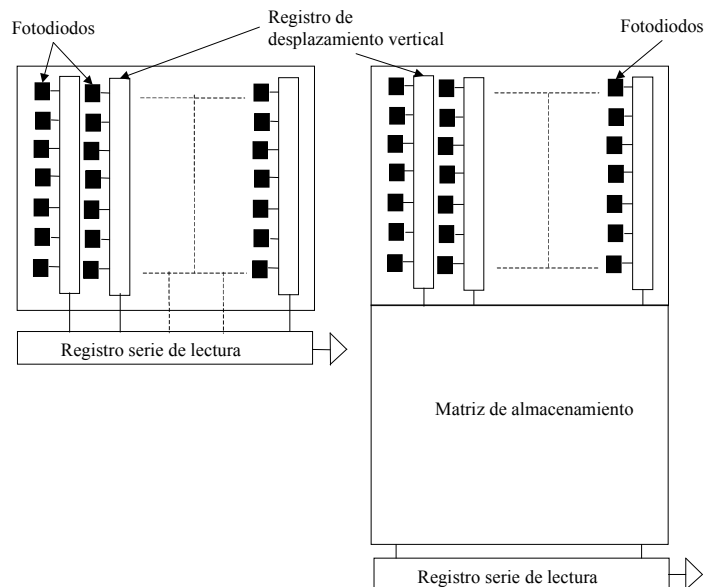 Fotodiodos
Registro de
desplazamiento vertical
Fotodiodos
Registro serie de lectura
Matriz de almacenamiento
Registro serie de lectura